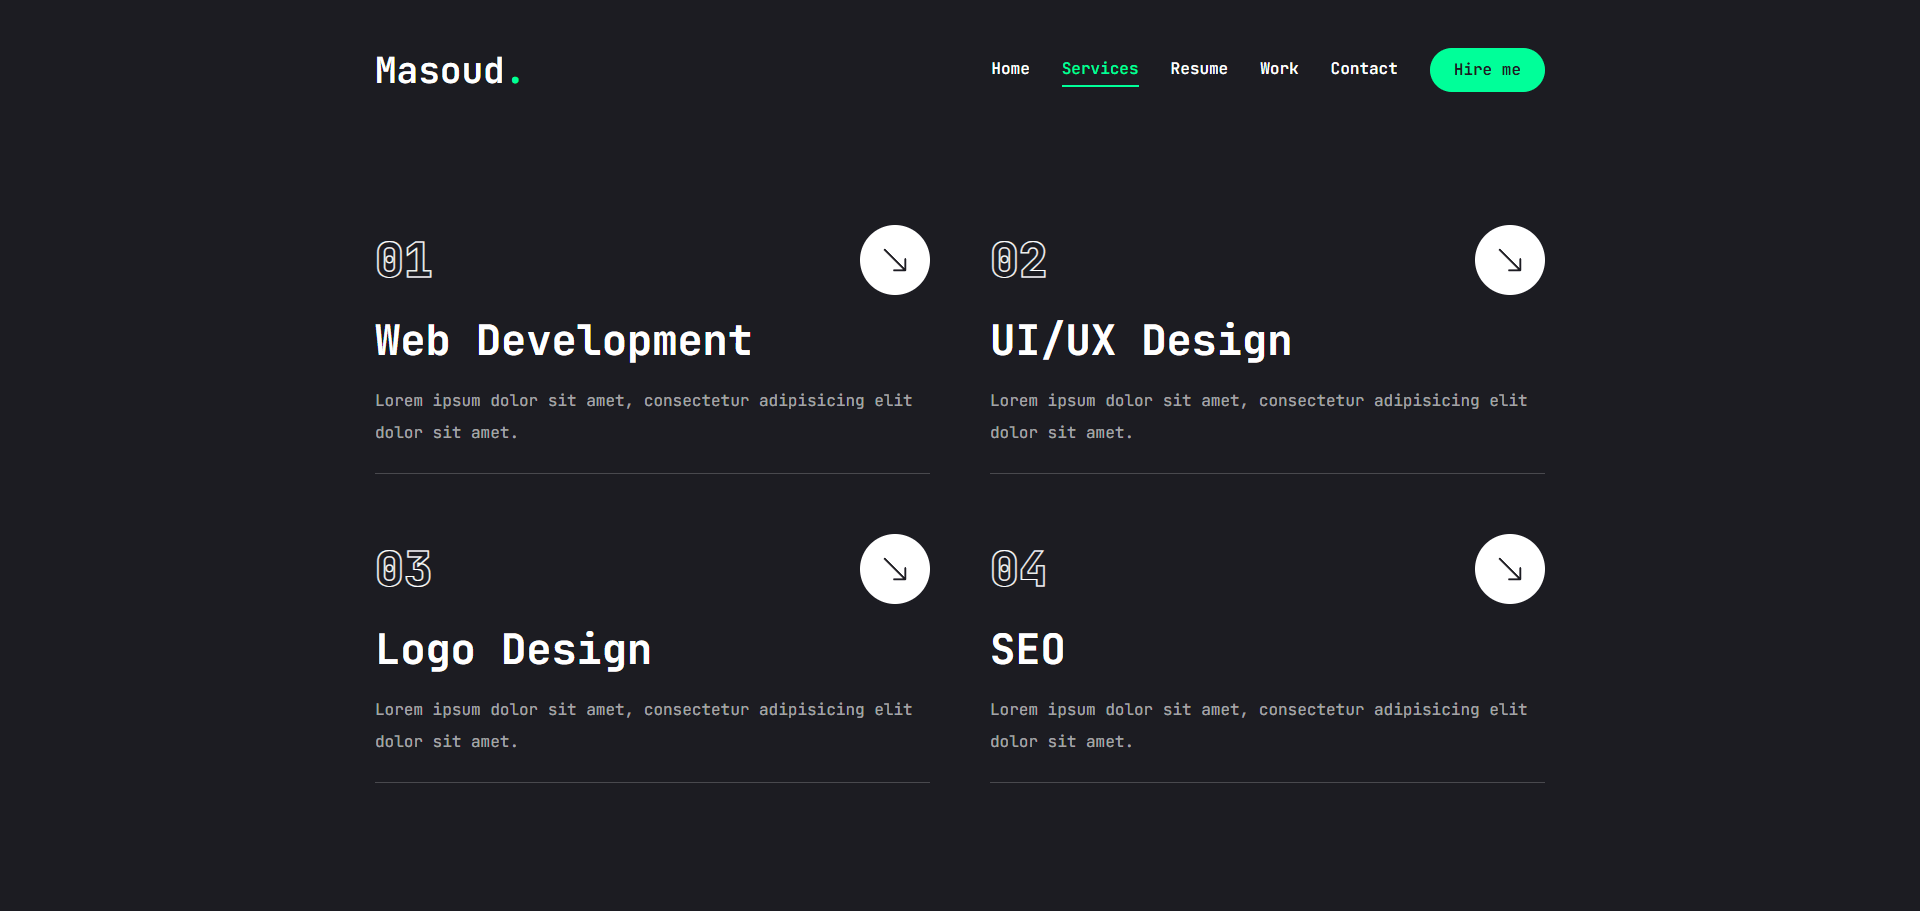 Masoud.
Home Services Resume Work Contact Hire me
01
Web Development
Lorem ipsum dolor sit amet, consectetur adipisicing elit
dolor sit amet.
02
UI/UX Design
Lorem ipsum dolor sit amet, consectetur adipisicing elit
dolor sit amet.
03
Logo Design
Lorem ipsum dolor sit amet, consectetur adipisicing elit
dolor sit amet.
04
SEO
Lorem ipsum dolor sit amet, consectetur adipisicing elit
dolor sit amet.